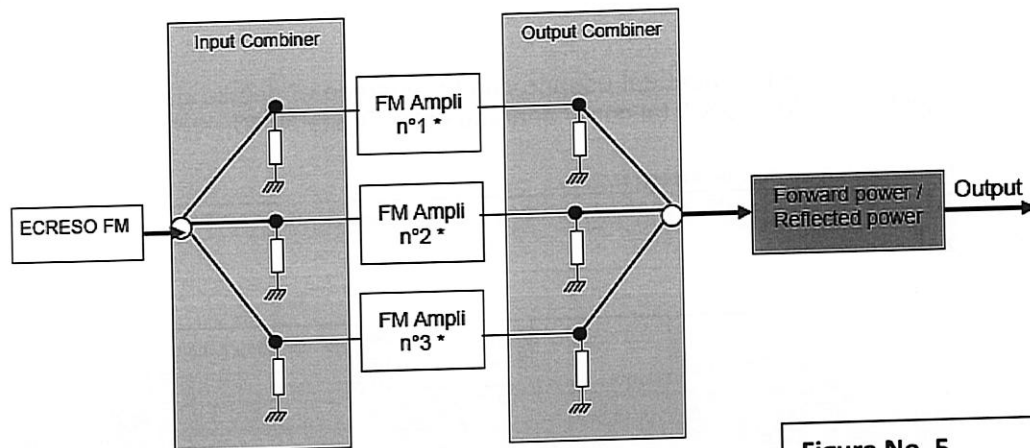 Input Combiner
Output Combiner
FM Ampli
n°1 *
FM Ampli
n°2 *
FM Ampli
n°3 *
ECRESO FM
Forward power /
Reflected power
Output
Figure No. 5